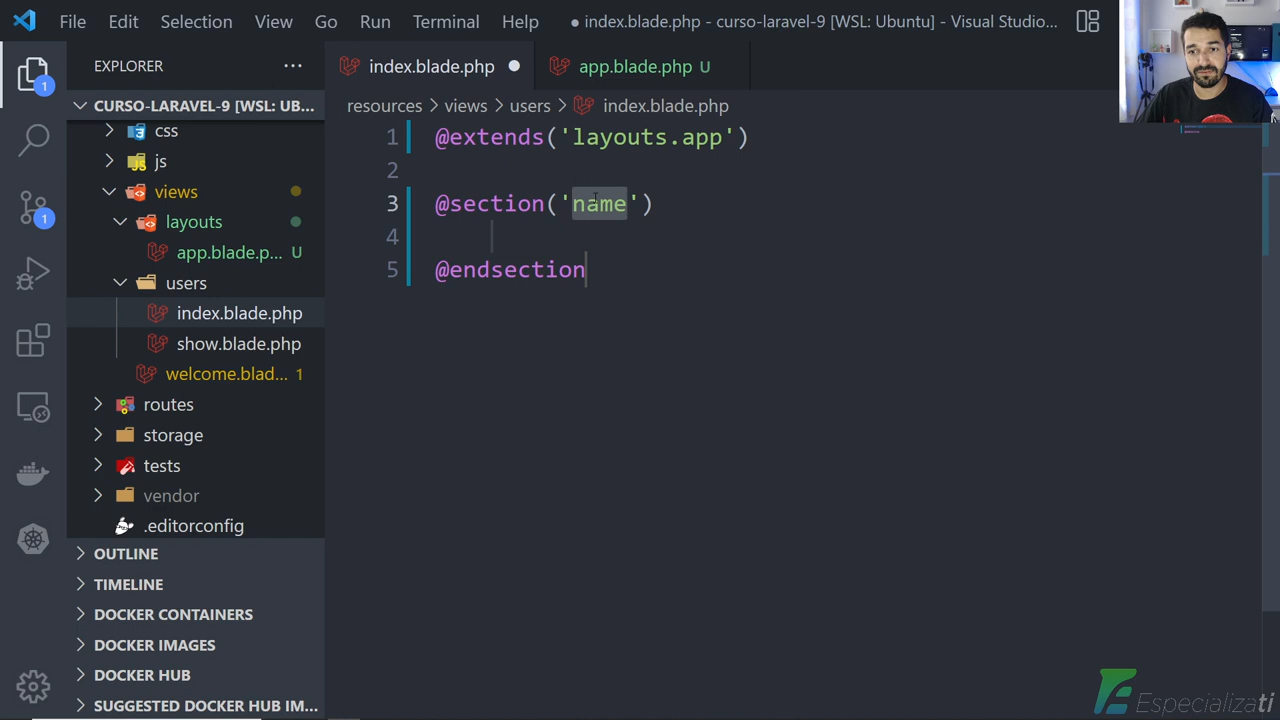 File Edit Selection View Go Run Terminal Help ● index.blade.php - curso-laravel-9 [WSL: Ubuntu] - Visual Studio...
EXPLORER ...
index.blade.php ●
app.blade.php U
CURSO-LARAVEL-9 [WSL: UB...
resources > views > users > index.blade.php
css
js
views
layouts
app.blade.p... U
users
index.blade.php
show.blade.php
welcome.blad... 1
routes
storage
tests
vendor
.editorconfig
OUTLINE
TIMELINE
DOCKER CONTAINERS
DOCKER IMAGES
DOCKER HUB
SUGGESTED DOCKER HUB IM...
1
1
1 @extends('layouts.app')
2
3 @section('name')
4
5 @endsection
Especializati